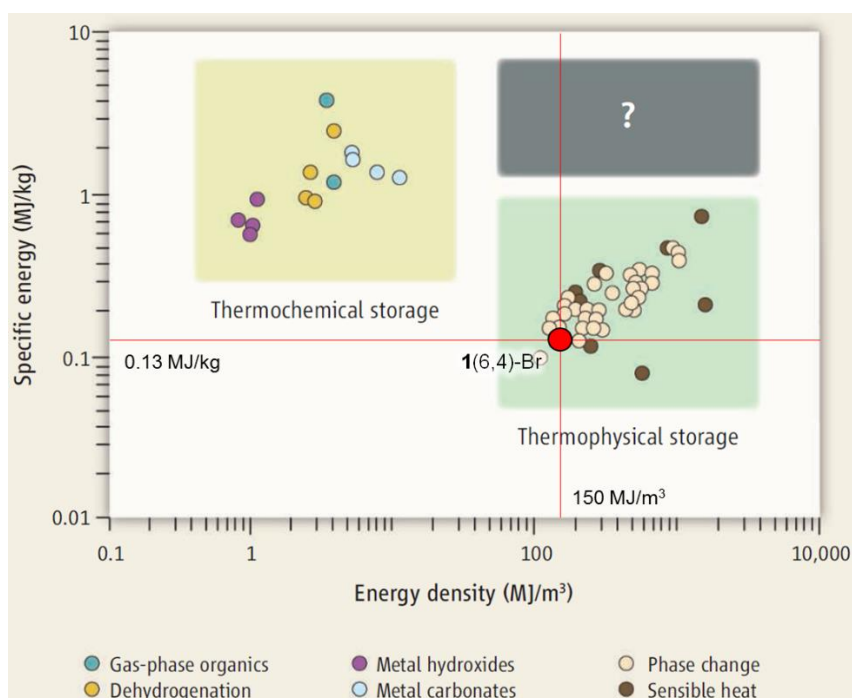 10
?
Specific energy (MJ/kg)
1
Thermochemical storage
0.1
0.13 MJ/kg
1(6,4)-Br
Thermophysical storage
150 MJ/m³
0.01
0.1
1
100
10,000
Energy density (MJ/m³)
Gas-phase organics
Metal hydroxides
Phase change
Dehydrogenation
Metal carbonates
Sensible heat